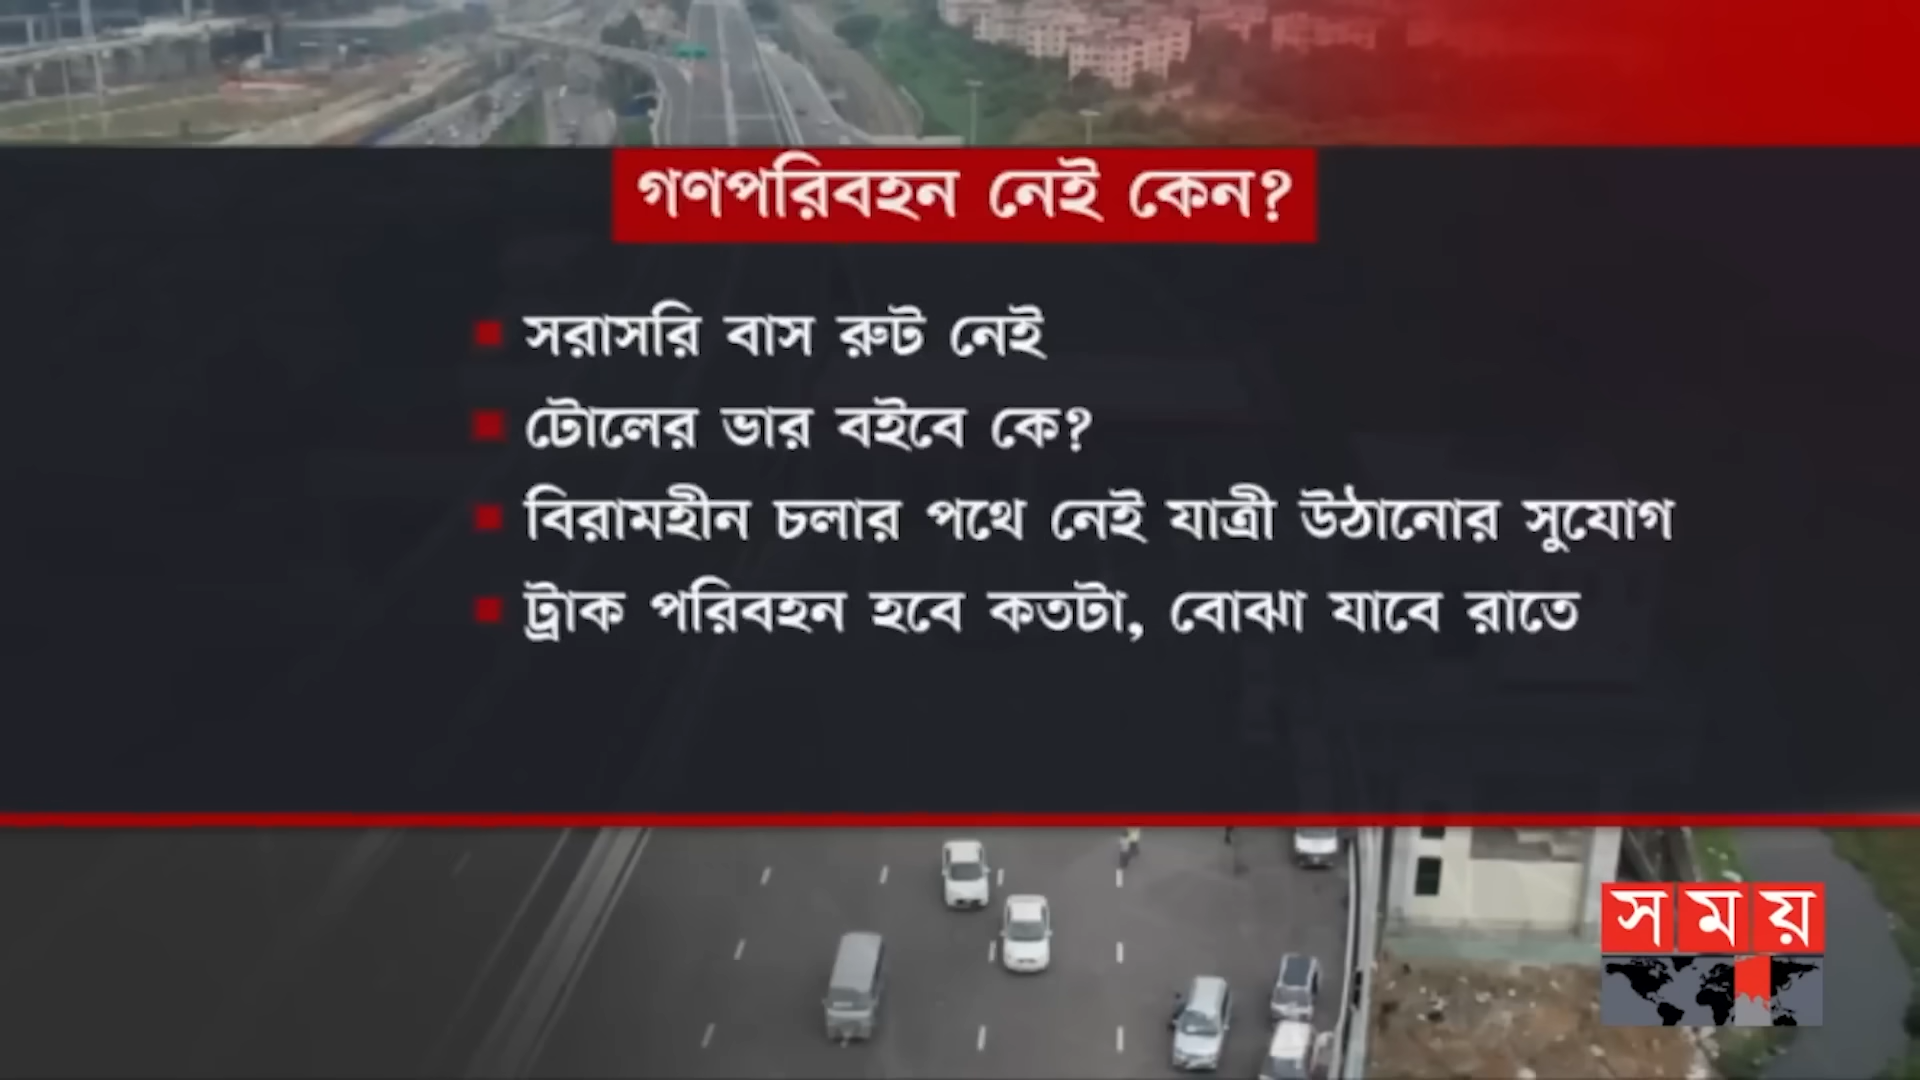 গণপরিবহন নেই কেন?
সরাসরি বাস রুট নেই
টোলের ভার বইবে কে?
বিরামহীন চলার পথে নেই যাত্রী উঠানোর সুযোগ
ট্রাক পরিবহন হবে কতটা, বোঝা যাবে রাতে
সময়